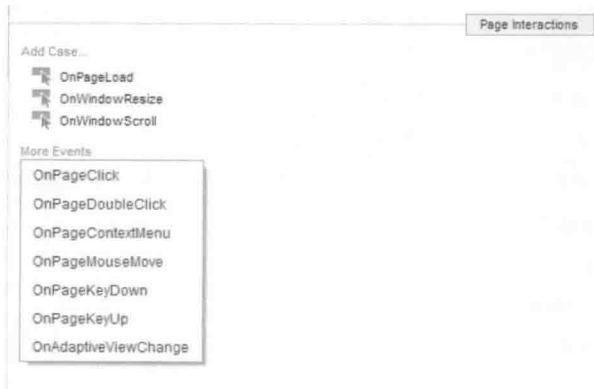 Page Interactions
Add Case...
OnPageLoad
OnWindowResize
OnWindowScroll
More Events
OnPageClick
OnPageDoubleClick
OnPageContextMenu
OnPageMouseMove
OnPageKeyDown
OnPageKeyUp
OnAdaptiveViewChange